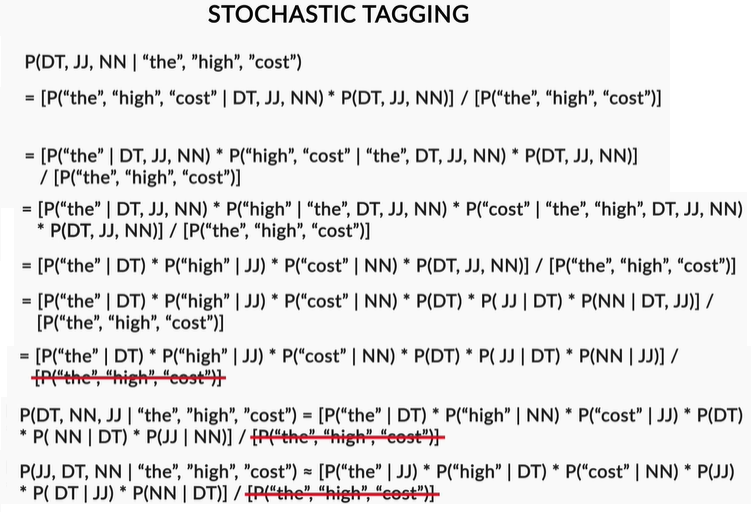 STOCHASTIC TAGGING
P(DT, JJ, NN | “the”, ”high”, ”cost”)
= [P(“the”, “high”, “cost” | DT, JJ, NN) * P(DT, JJ, NN)] / [P(“the”, “high”, “cost”)]
= [P(“the” | DT, JJ, NN) * P(“high”, “cost” | “the”, DT, JJ, NN) * P(DT, JJ, NN)]
/ [P(“the”, “high”, “cost”)]
= [P(“the” | DT, JJ, NN) * P(“high” | “the”, DT, JJ, NN) * P(“cost” | “the”, “high”, DT, JJ, NN)
* P(DT, JJ, NN)] / [P(“the”, “high”, “cost”)]
= [P(“the” | DT) * P(“high” | JJ) * P(“cost” | NN) * P(DT, JJ, NN)] / [P(“the”, “high”, “cost”)]
= [P(“the” | DT) * P(“high” | JJ) * P(“cost” | NN) * P(DT) * P( JJ | DT) * P(NN | DT, JJ)] /
[P(“the”, “high”, “cost”)]
= [P(“the” | DT) * P(“high” | JJ) * P(“cost” | NN) * P(DT) * P( JJ | DT) * P(NN | JJ)] /
[P(“the”, “high”, “cost”)]
P(DT, NN, JJ | “the”, ”high”, ”cost”) = [P(“the” | DT) * P(“high” | NN) * P(“cost” | JJ) * P(DT)
* P( NN | DT) * P(JJ | NN)] / [P(“the”, “high”, “cost”)]
P(JJ, DT, NN | “the”, ”high”, ”cost”) ≈ [P(“the” | JJ) * P(“high” | DT) * P(“cost” | NN) * P(JJ)
* P( DT | JJ) * P(NN | DT)] / [P(“the”, “high”, “cost”)]